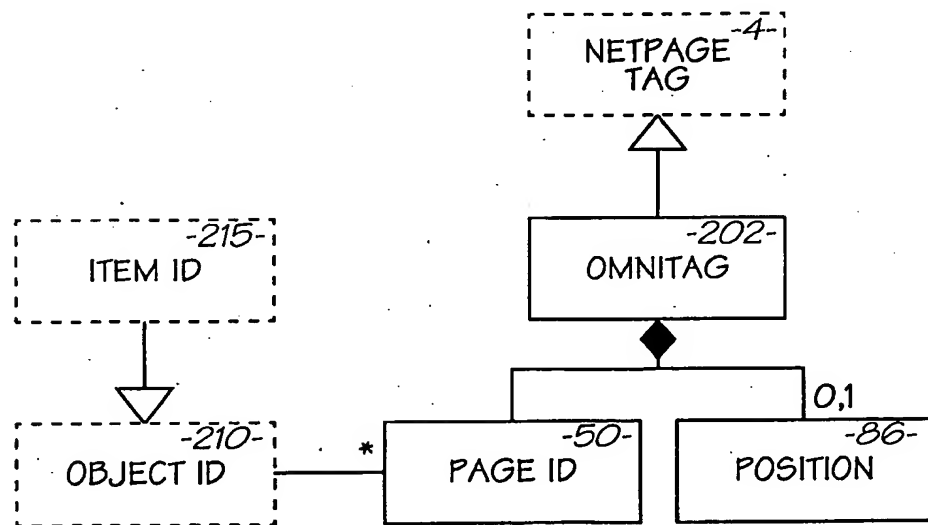 -4-
NETPAGE
TAG
-215-
ITEM ID
-202-
OMNITAG
0,1
-210-
OBJECT ID
*
-50-
PAGE ID
-86-
POSITION